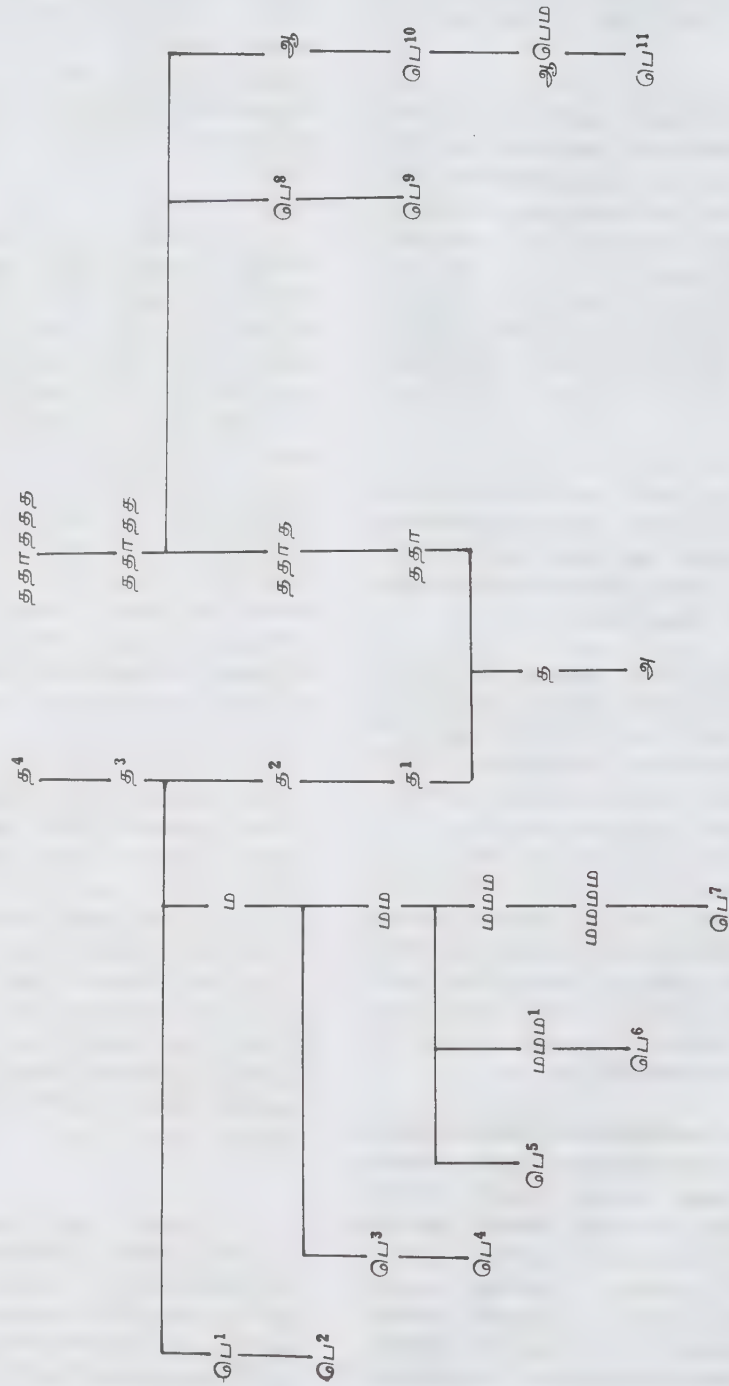 த⁴ ததாததத
த³ ததாதத
பெ¹ ம
த² ததாத பெ⁸ ஆ
பெ²
பெ³ மம த¹ ததா பெ⁹ பெ¹⁰
பெ⁴ மமம
பெ⁵ மமம¹ த ஆபெம
மமமம
பெ⁶ அ பெ¹¹
பெ⁷